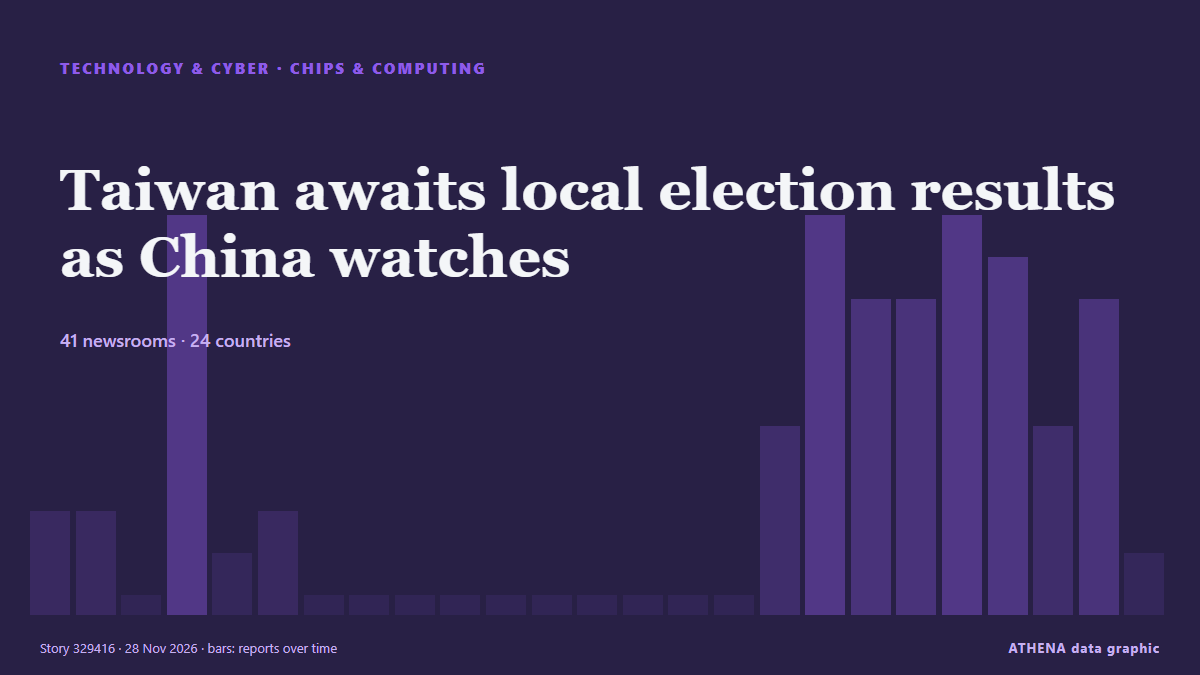 TECHNOLOGY & CYBER · CHIPS & COMPUTING
Taiwan awaits local election results
as China watches
41 newsrooms · 24 countries
Story 329416 · 28 Nov 2026 · bars: reports over time
ATHENA data graphic